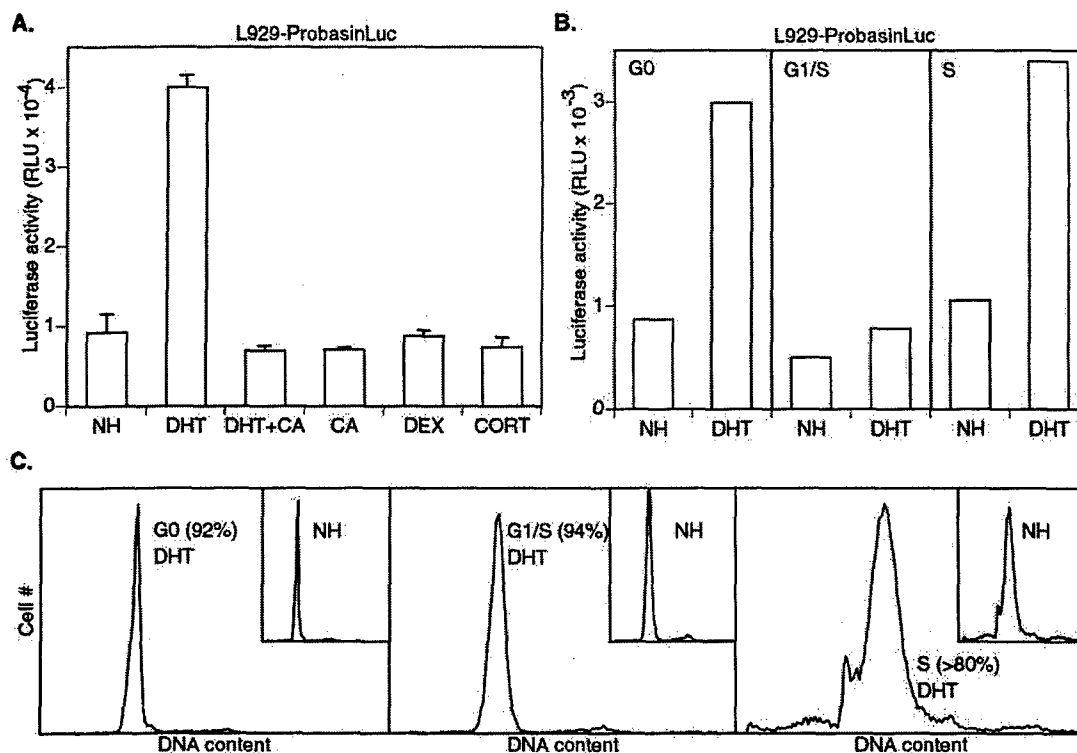 A.
L929-ProbasinLuc
Luciferase activity (RLU x 10⁻⁴)
4
3
2
1
0
NH DHT DHT+CA CA DEX CORT
B.
L929-ProbasinLuc
Luciferase activity (RLU x 10⁻³)
3
2
1
0
G0 G1/S S
NH DHT NH DHT NH DHT
C.
Cell #
G0 (92%)
DHT
NH
DNA content
G1/S (94%)
DHT
NH
DNA content
NH
S (>80%)
DHT
DNA content